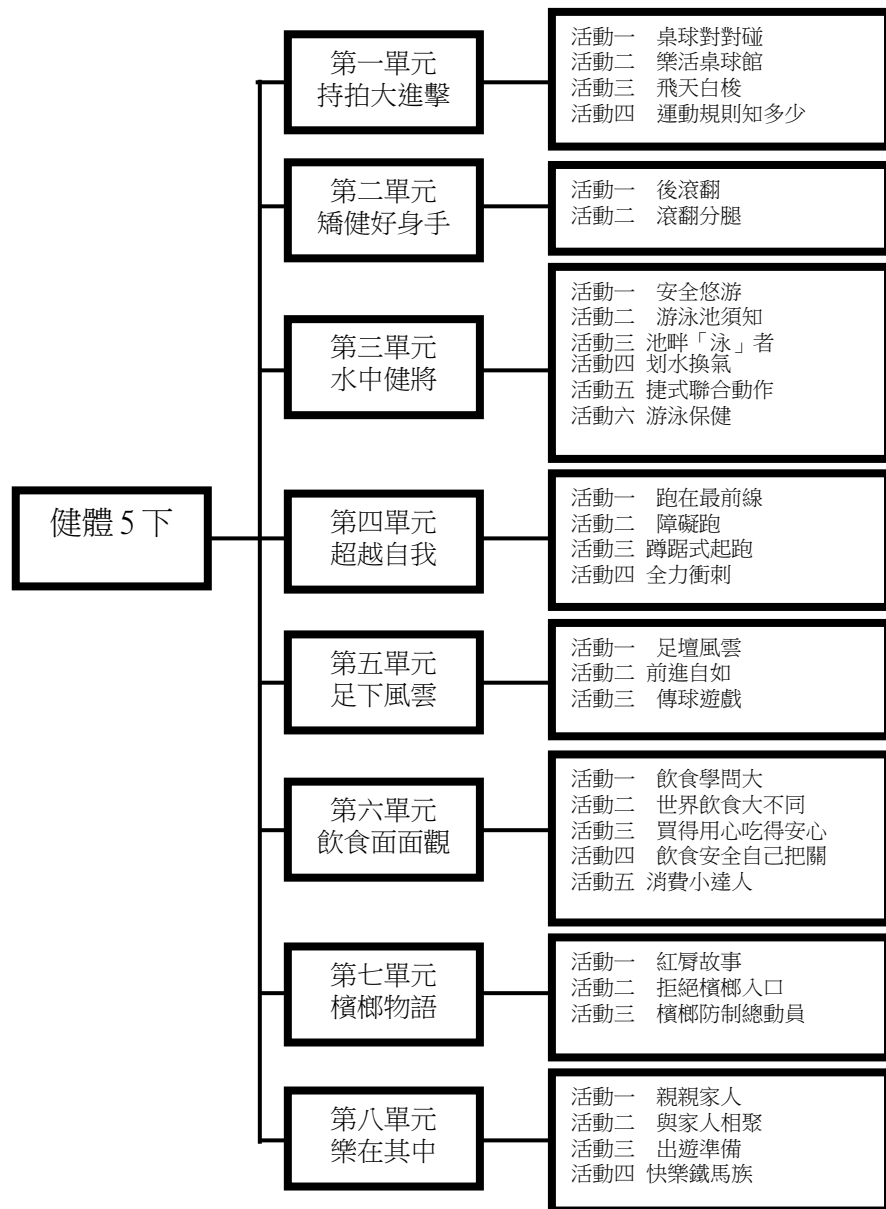 健體5下
第一單元
持拍大進擊
活動一 桌球對對碰
活動二 樂活桌球館
活動三 飛天白梭
活動四 運動規則知多少
第二單元
矯健好身手
活動一 後滾翻
活動二 滾翻分腿
第三單元
水中健將
活動一 安全悠游
活動二 游泳池須知
活動三 池畔「泳」者
活動四 划水換氣
活動五 捷式聯合動作
活動六 游泳保健
第四單元
超越自我
活動一 跑在最前線
活動二 障礙跑
活動三 蹲踞式起跑
活動四 全力衝刺
第五單元
足下風雲
活動一 足壇風雲
活動二 前進自如
活動三 傳球遊戲
第六單元
飲食面面觀
活動一 飲食學問大
活動二 世界飲食大不同
活動三 買得用心吃得安心
活動四 飲食安全自己把關
活動五 消費小達人
第七單元
檳榔物語
活動一 紅脣故事
活動二 拒絕檳榔入口
活動三 檳榔防制總動員
第八單元
樂在其中
活動一 親親家人
活動二 與家人相聚
活動三 出遊準備
活動四 快樂鐵馬族